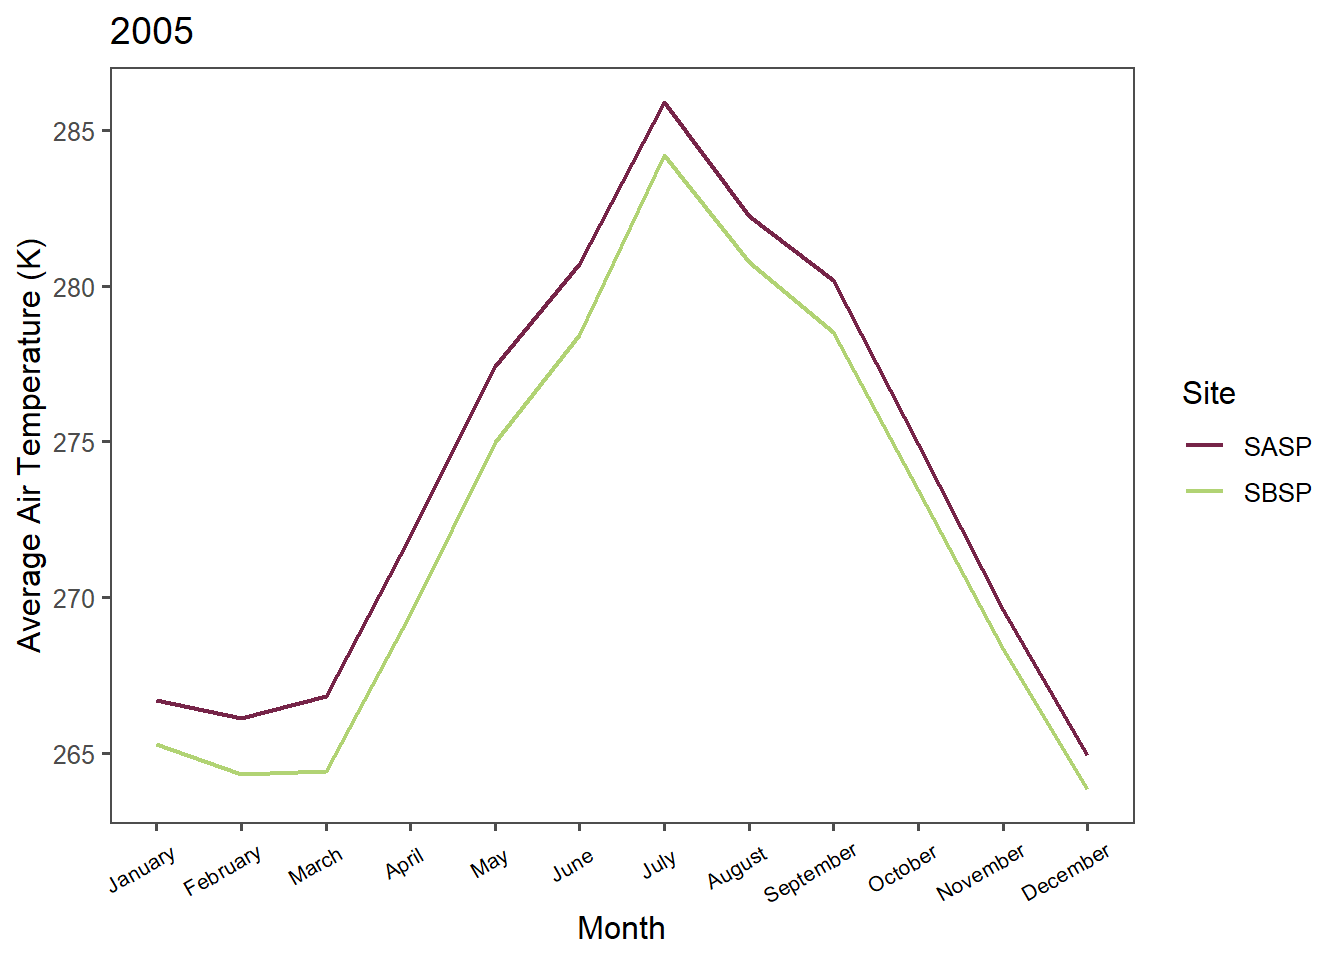 2005
Average Air Temperature (K)
285
280
275
270
265
January
February
March
April
May
June
July
August
September
October
November
December
Month
Site
SASP
SBSP